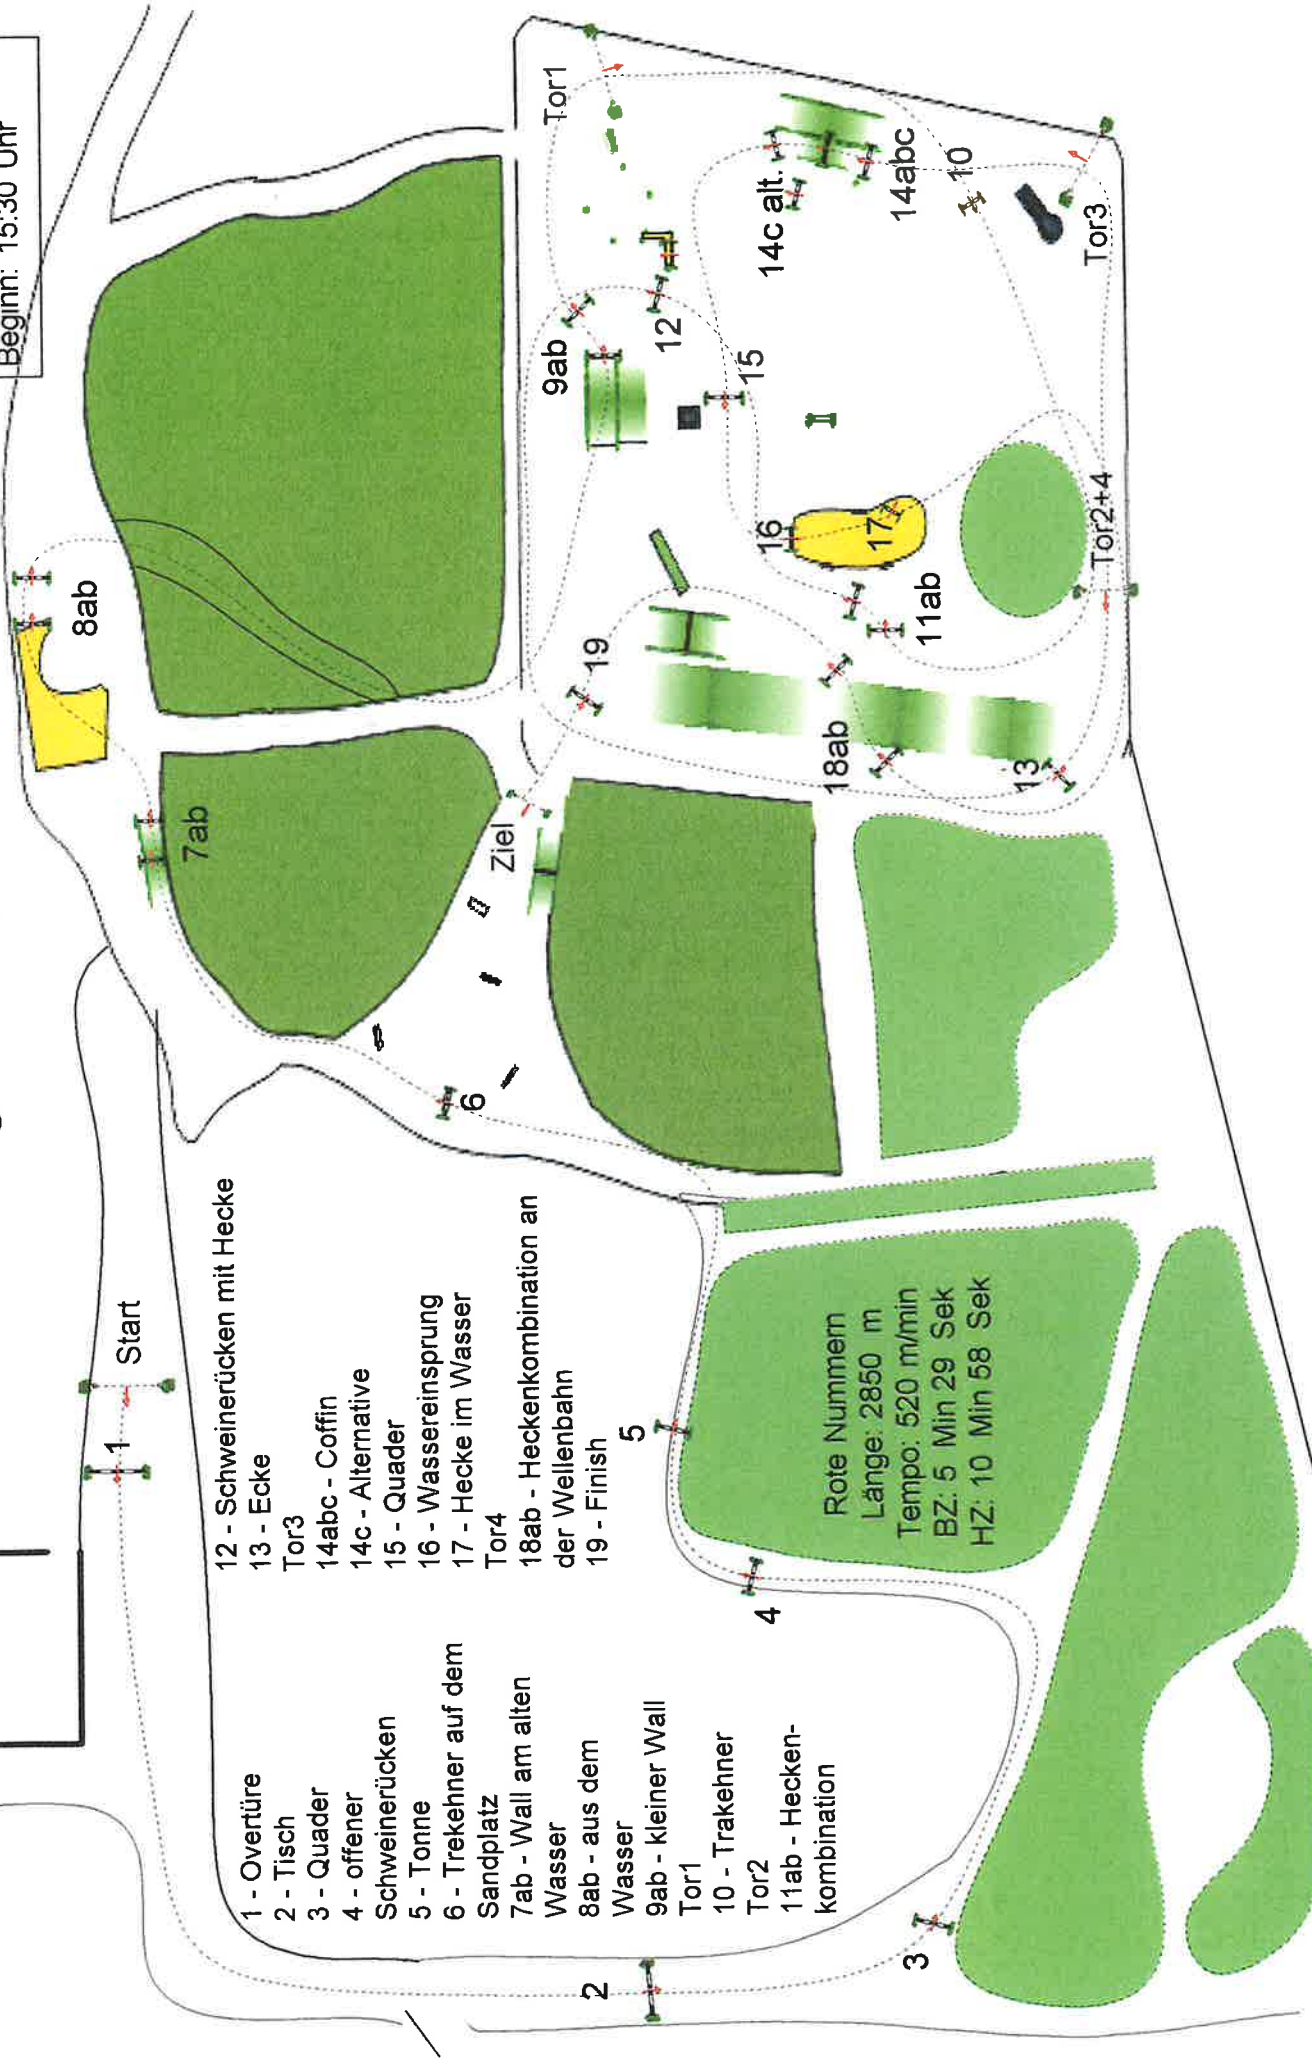 Beginn: 15:30 Uhr
Start
1
2
3
4
5
6
7ab
8ab
9ab
Tor1
10
Tor2+4
11ab
12
13
Tor3
14abc
14c alt.
15
16
17
18ab
19
Ziel
1 - Overtüre
2 - Tisch
3 - Quader
4 - offener
Schweinerücken
5 - Tonne
6 - Trekehner auf dem
Sandplatz
7ab - Wall am alten
Wasser
8ab - aus dem
Wasser
9ab - kleiner Wall
Tor1
10 - Trakehner
Tor2
11ab - Hecken-
kombination
12 - Schweinerücken mit Hecke
13 - Ecke
Tor3
14abc - Coffin
14c - Alternative
15 - Quader
16 - Wassereinsprung
17 - Hecke im Wasser
Tor4
18ab - Heckenkombination an
der Wellenbahn
19 - Finish
Rote Nummern
Länge: 2850 m
Tempo: 520 m/min
BZ: 5 Min 29 Sek
HZ: 10 Min 58 Sek